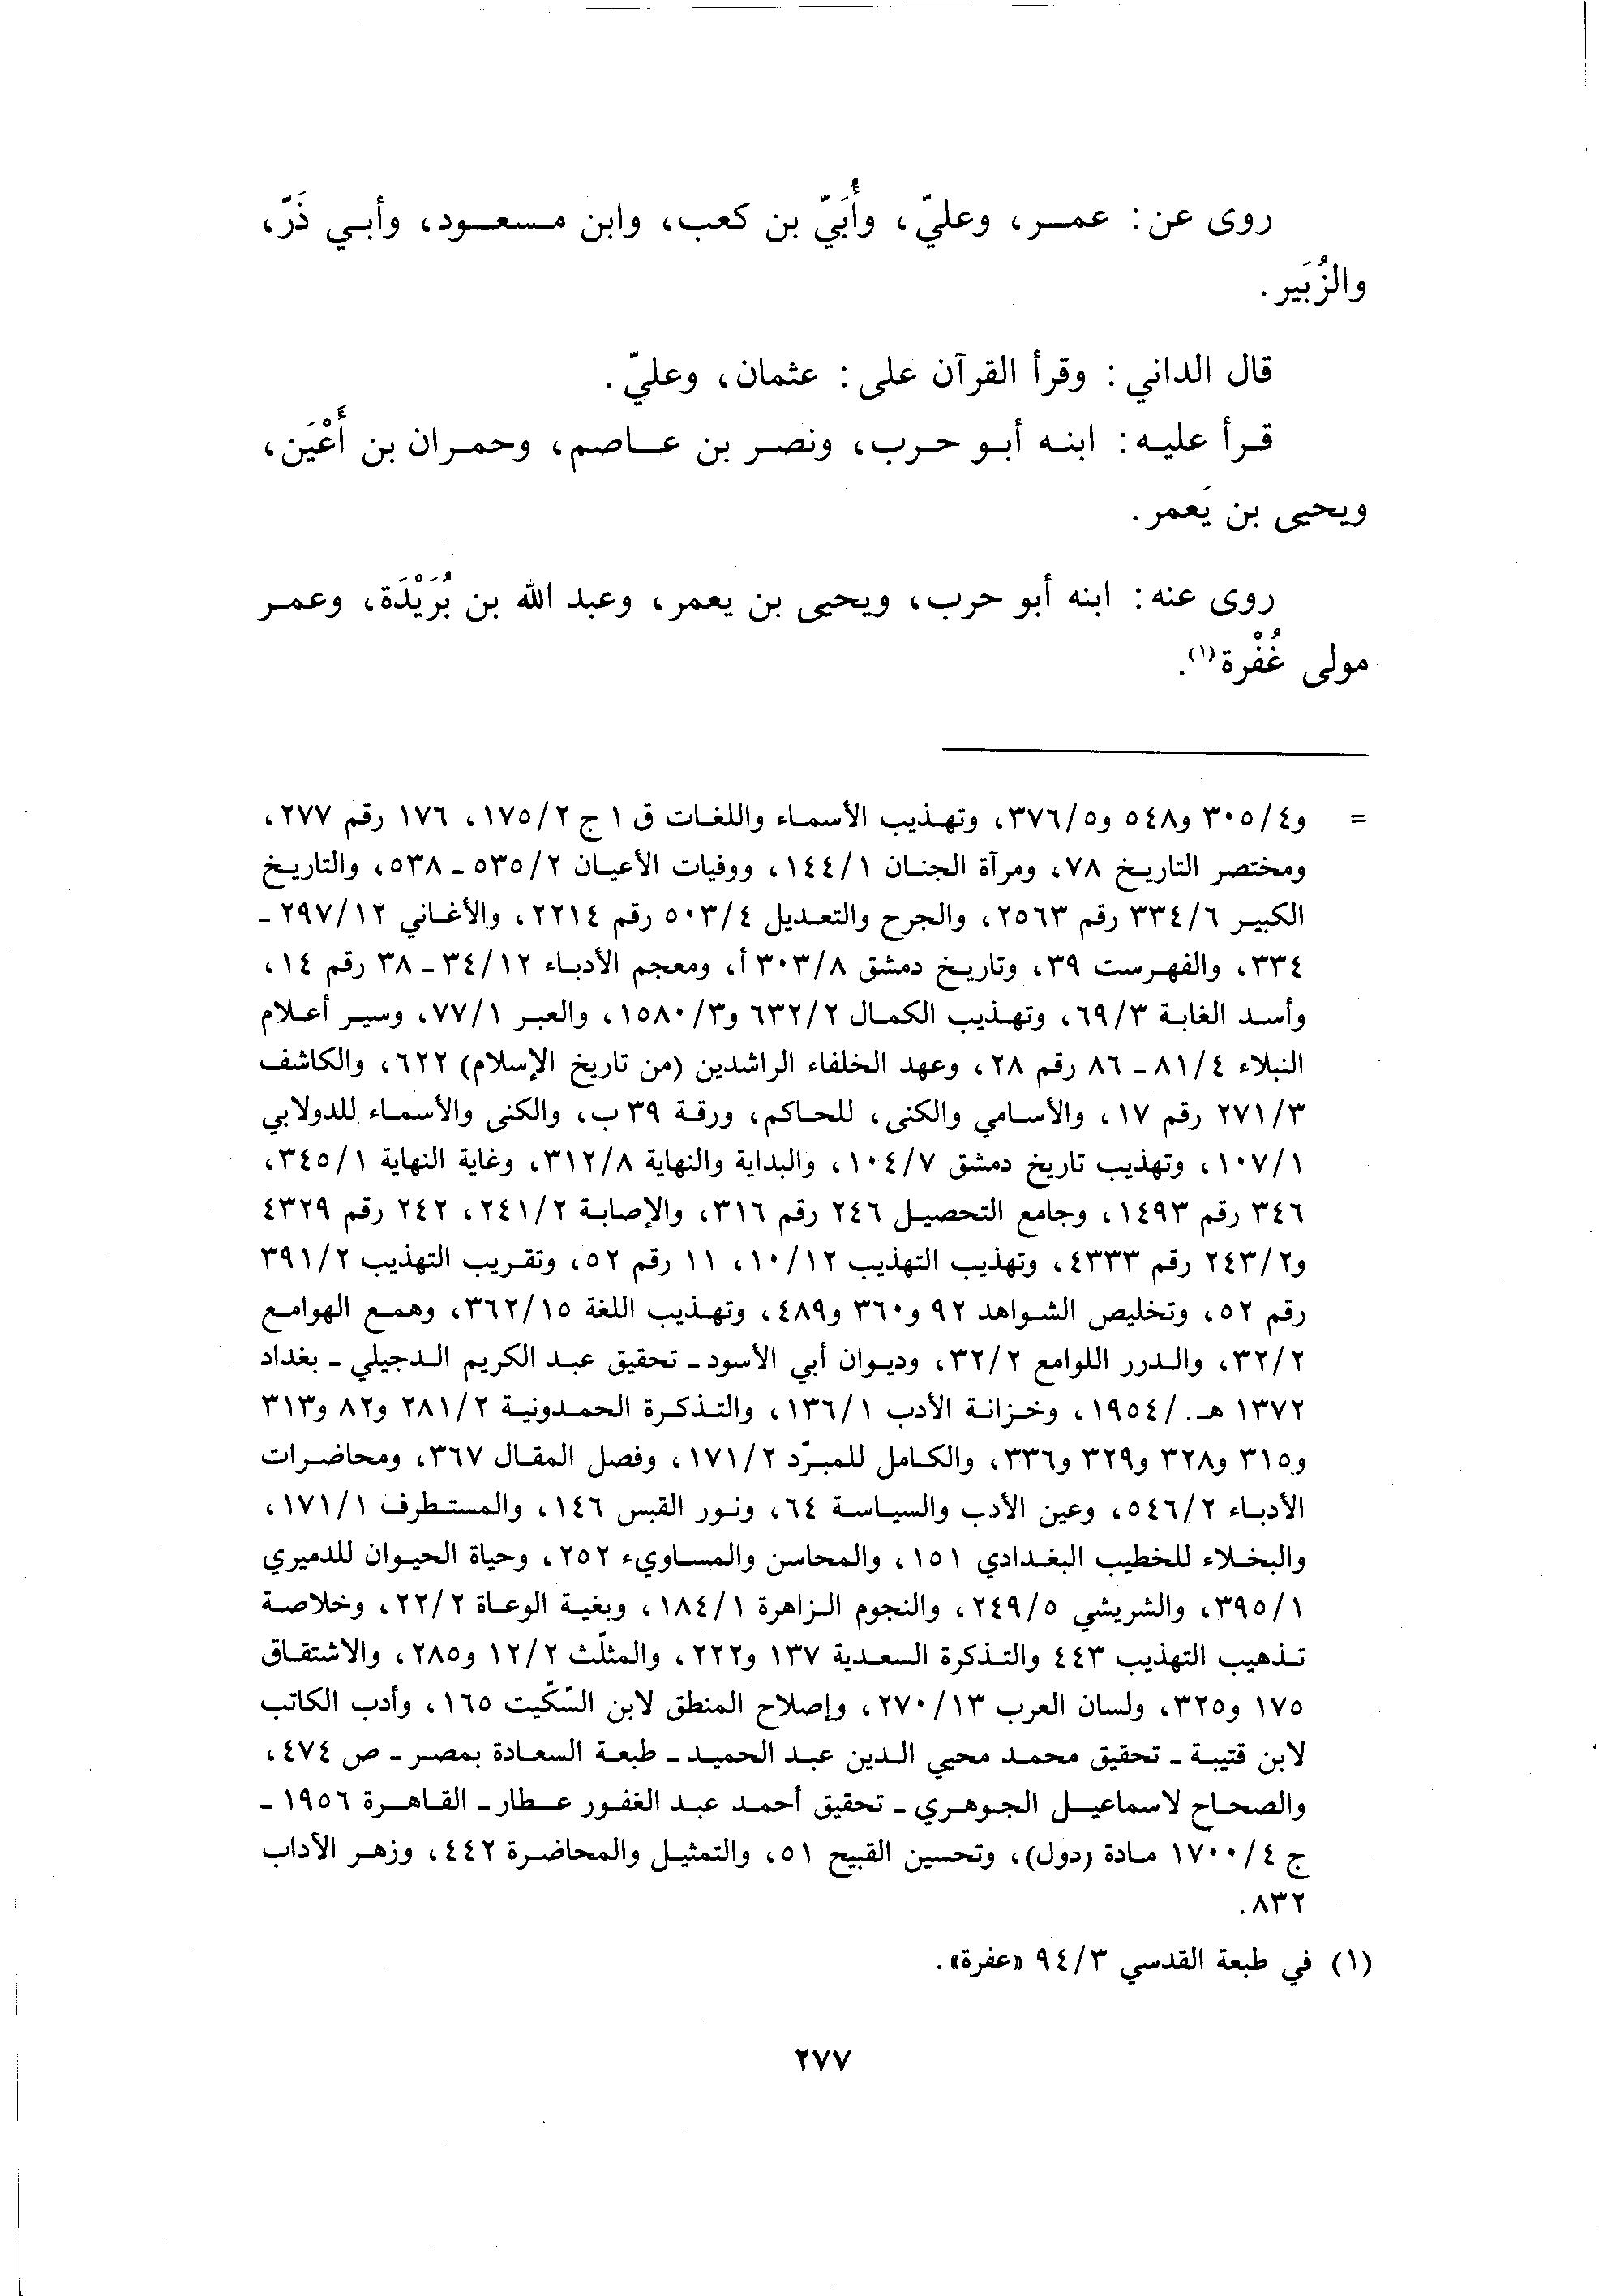 روى عن: عمر، وعليّ، وأُبَيّ بن كعب، وابن مسعود، وأبي ذَرّ،
والزُبَير.
قال الداني: وقرأ القرآن على: عثمان، وعليّ.
قرأ عليه: ابنه أبو حرب، ونصر بن عاصم، وحمران بن أَعْيَن،
ويحيى بن يَعمر.
روى عنه: ابنه أبو حرب، ويحيى بن يعمر، وعبد الله بن بُرَيْدَة، وعمر
مولى غُفْرة(١).
= و٣٠٥/٤ و٥٤٨ و٣٧٦/٥، وتهذيب الأسماء واللغات ق ١ ج ١٧٥/٢، ١٧٦ رقم ٢٧٧،
ومختصر التاريخ ٧٨، ومرآة الجنان ١٤٤/١، ووفيات الأعيان ٥٣٥/٢ - ٥٣٨، والتاريخ
الكبير ٣٣٤/٦ رقم ٢٥٦٣، والجرح والتعديل ٥٠٣/٤ رقم ٢٢١٤، والأغاني ٢٩٧/١٢ -
٣٣٤، والفهرست ٣٩، وتاريخ دمشق ٣٠٣/٨ أ، ومعجم الأدباء ٣٤/١٢ - ٣٨ رقم ١٤،
وأسد الغابة ٦٩/٣، وتهذيب الكمال ٦٣٢/٢ و١٥٨٠/٣، والعبر ٧٧/١، وسير أعلام
النبلاء ٨١/٤ - ٨٦ رقم ٢٨، وعهد الخلفاء الراشدين (من تاريخ الإسلام) ٦٢٢، والكاشف
٢٧١/٣ رقم ١٧، والأسامي والكنى، للحاكم، ورقة ٣٩ ب، والكنى والأسماء للدولابي
١٠٧/١، وتهذيب تاريخ دمشق ١٠٤/٧، والبداية والنهاية ٣١٢/٨، وغاية النهاية ٣٤٥/١،
٣٤٦ رقم ١٤٩٣، وجامع التحصيل ٢٤٦ رقم ٣١٦، والإصابة ٢٤١/٢، ٢٤٢ رقم ٤٣٢٩
و٢٤٣/٢ رقم ٤٣٣٣، وتهذيب التهذيب ١٠/١٢، ١١ رقم ٥٢، وتقريب التهذيب ٣٩١/٢
رقم ٥٢، وتخليص الشواهد ٩٢ و٣٦٠ و٤٨٩، وتهذيب اللغة ٣٦٢/١٥، وهمع الهوامع
٣٢/٢، والدرر اللوامع ٣٢/٢، وديوان أبي الأسود - تحقيق عبد الكريم الدجيلي - بغداد
١٣٧٢ هـ. /١٩٥٤، وخزانة الأدب ١٣٦/١، والتذكرة الحمدونية ٢٨١/٢ و٨٢ و٣١٣
و٣١٥ و٣٢٨ و٣٢٩ و٣٣٦، والكامل للمبرّد ١٧١/٢، وفصل المقال ٣٦٧، ومحاضرات
الأدباء ٥٤٦/٢، وعين الأدب والسياسة ٦٤، ونور القبس ١٤٦، والمستطرف ١٧١/١،
والبخلاء للخطيب البغدادي ١٥١، والمحاسن والمساويء ٢٥٢، وحياة الحيوان للدميري
٣٩٥/١، والشريشي ٢٤٩/٥، والنجوم الزاهرة ١٨٤/١، وبغية الوعاة ٢٢/٢، وخلاصة
تذهيب التهذيب ٤٤٣ والتذكرة السعدية ١٣٧ و٢٢٢، والمثلّث ١٢/٢ و٢٨٥، والاشتقاق
١٧٥ و٣٢٥، ولسان العرب ٢٧٠/١٣، وإصلاح المنطق لابن السّكّيت ١٦٥، وأدب الكاتب
لابن قتيبة - تحقيق محمد محيي الدين عبد الحميد - طبعة السعادة بمصر - ص ٤٧٤،
والصحاح لاسماعيل الجوهري - تحقيق أحمد عبد الغفور عطار - القاهرة ١٩٥٦ -
ج ١٧٠٠/٤ مادة (دول)، وتحسين القبيح ٥١، والتمثيل والمحاضرة ٤٤٢، وزهر الآداب
٨٣٢.
(١) في طبعة القدسي ٩٤/٣ «عفرة».
٢٧٧